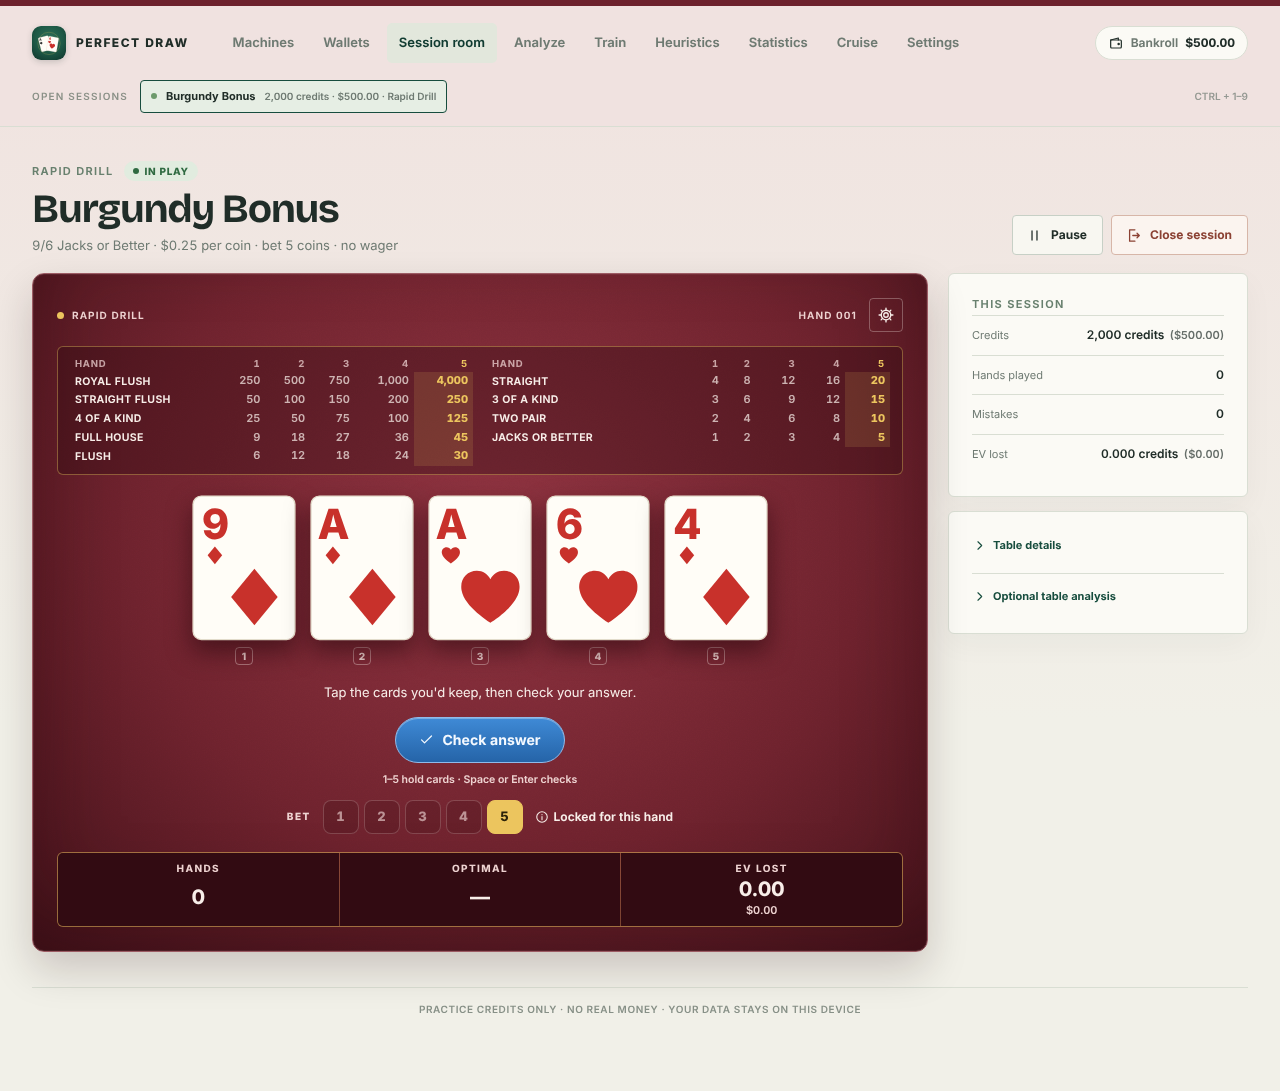 PERFECT DRAW
Machines
Wallets
Session room
Analyze
Train
Heuristics
Statistics
Cruise
Settings
Bankroll $500.00
OPEN SESSIONS
Burgundy Bonus 2,000 credits · $500.00 · Rapid Drill
CTRL + 1–9
RAPID DRILL
IN PLAY
Burgundy Bonus
9/6 Jacks or Better · $0.25 per coin · bet 5 coins · no wager
Pause
Close session
RAPID DRILL
HAND 001
HAND 1 2 3 4 5
ROYAL FLUSH 250 500 750 1,000 4,000
STRAIGHT FLUSH 50 100 150 200 250
4 OF A KIND 25 50 75 100 125
FULL HOUSE 9 18 27 36 45
FLUSH 6 12 18 24 30
HAND 1 2 3 4 5
STRAIGHT 4 8 12 16 20
3 OF A KIND 3 6 9 12 15
TWO PAIR 2 4 6 8 10
JACKS OR BETTER 1 2 3 4 5
9 A A 6 4
1 2 3 4 5
Tap the cards you'd keep, then check your answer.
Check answer
1–5 hold cards · Space or Enter checks
BET 1 2 3 4 5 Locked for this hand
HANDS
0
OPTIMAL
—
EV LOST
0.00
$0.00
THIS SESSION
Credits 2,000 credits ($500.00)
Hands played 0
Mistakes 0
EV lost 0.000 credits ($0.00)
Table details
Optional table analysis
PRACTICE CREDITS ONLY · NO REAL MONEY · YOUR DATA STAYS ON THIS DEVICE